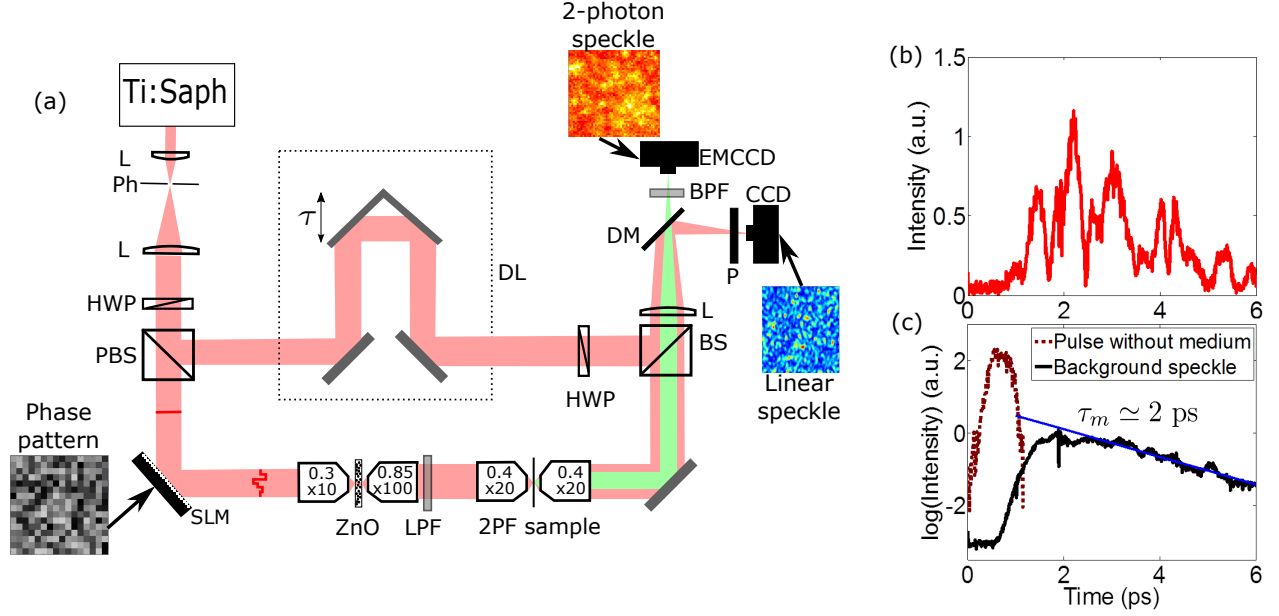 (a)
Ti:Saph
L
Ph
L
HWP
PBS
Phase
pattern
SLM
τ
DL
0.3
x10
ZnO
0.85
x100
LPF
0.4
x20
2PF sample
0.4
x20
HWP
BS
L
DM
2-photon
speckle
EMCCD
BPF
CCD
P
Linear
speckle
(b)
Intensity (a.u.)
1.5
1
0.5
0
0 2 4 6
(c)
log(Intensity) (a.u.)
2
0
-2
Pulse without medium
Background speckle
τm ≃ 2 ps
0 2 4 6
Time (ps)